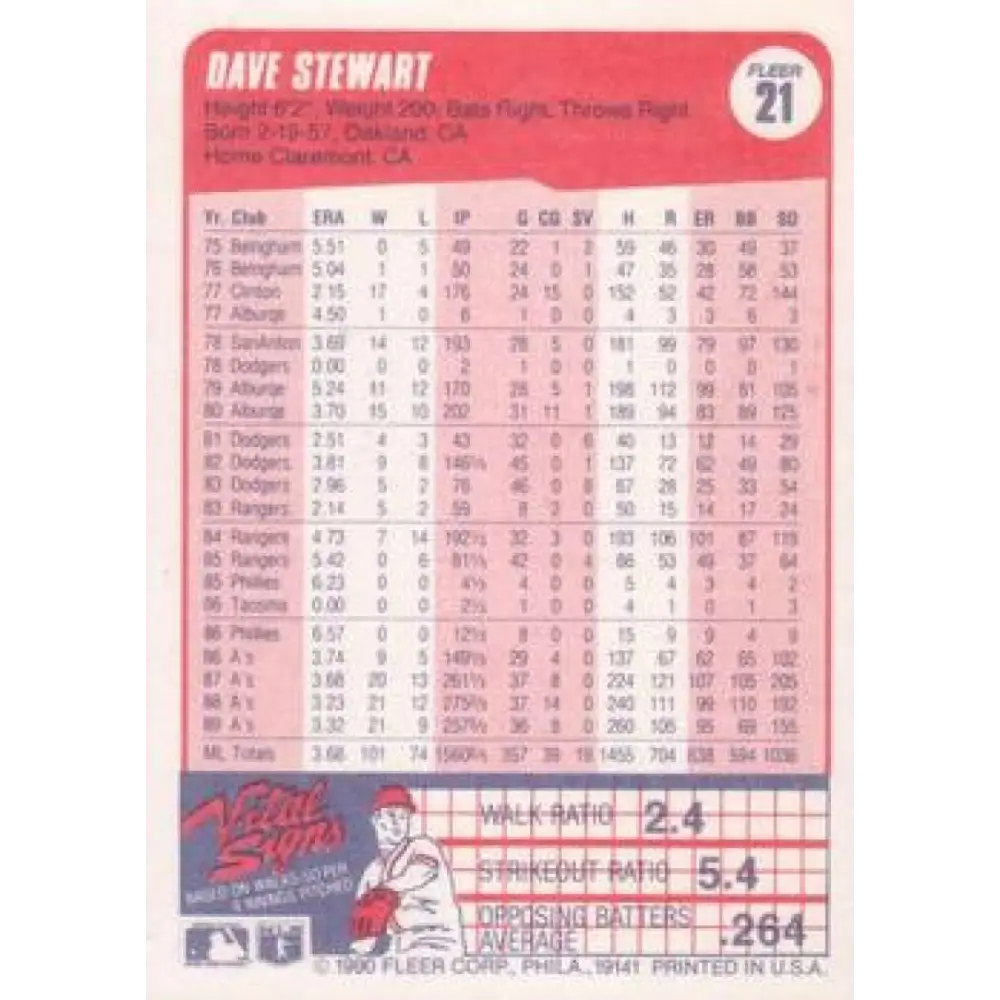 DAVE STEWART
FLEER
21
Height 6'2", Weight 200, Bats Right, Throws Right
Born 2-19-57, Oakland, CA
Home Claremont, CA
Yr. Club ERA W L IP G CG SV H R ER BB SO
75 Belngham 5.51 0 5 49 22 1 2 59 46 30 49 37
76 Belngham 5.04 1 1 50 24 0 1 47 35 28 58 53
77 Clinton 2.15 17 4 176 24 15 0 152 52 42 72 144
77 Alburqe 4.50 1 0 6 1 0 0 4 3 3 6 3
78 SanAnton 3.69 14 12 193 28 5 0 181 99 79 97 130
78 Dodgers 0.00 0 0 2 1 0 0 1 0 0 0 1
79 Alburqe 5.24 11 12 170 28 5 1 198 112 99 81 105
80 Alburqe 3.70 15 10 202 31 11 1 189 94 83 89 125
81 Dodgers 2.51 4 3 43 32 0 6 40 13 12 14 29
82 Dodgers 3.81 9 8 146⅓ 45 0 1 137 72 62 49 80
83 Dodgers 2.96 5 2 76 46 0 8 67 28 25 33 54
83 Rangers 2.14 5 2 59 8 2 0 50 15 14 17 24
84 Rangers 4.73 7 14 192⅓ 32 3 0 193 106 101 87 119
85 Rangers 5.42 0 6 81⅓ 42 0 4 86 53 49 37 64
85 Phillies 6.23 0 0 4⅓ 4 0 0 5 4 3 4 2
86 Tacoma 0.00 0 0 2⅓ 1 0 0 4 1 0 1 3
86 Phillies 6.57 0 0 12⅓ 8 0 0 15 9 9 4 9
86 A's 3.74 9 5 149⅓ 29 4 0 137 67 62 65 102
87 A's 3.68 20 13 261⅓ 37 8 0 224 121 107 105 205
88 A's 3.23 21 12 275⅔ 37 14 0 240 111 99 110 192
89 A's 3.32 21 9 257⅔ 36 8 0 260 105 95 69 155
ML Totals 3.66 101 74 1560⅔ 357 39 19 1455 704 638 594 1036
Vital Signs
BASED ON WALKS, SO PER
9 INNINGS PITCHED
WALK RATIO 2.4
STRIKEOUT RATIO 5.4
OPPOSING BATTERS
AVERAGE .264
© 1990 FLEER CORP., PHILA., 19141 PRINTED IN U.S.A.